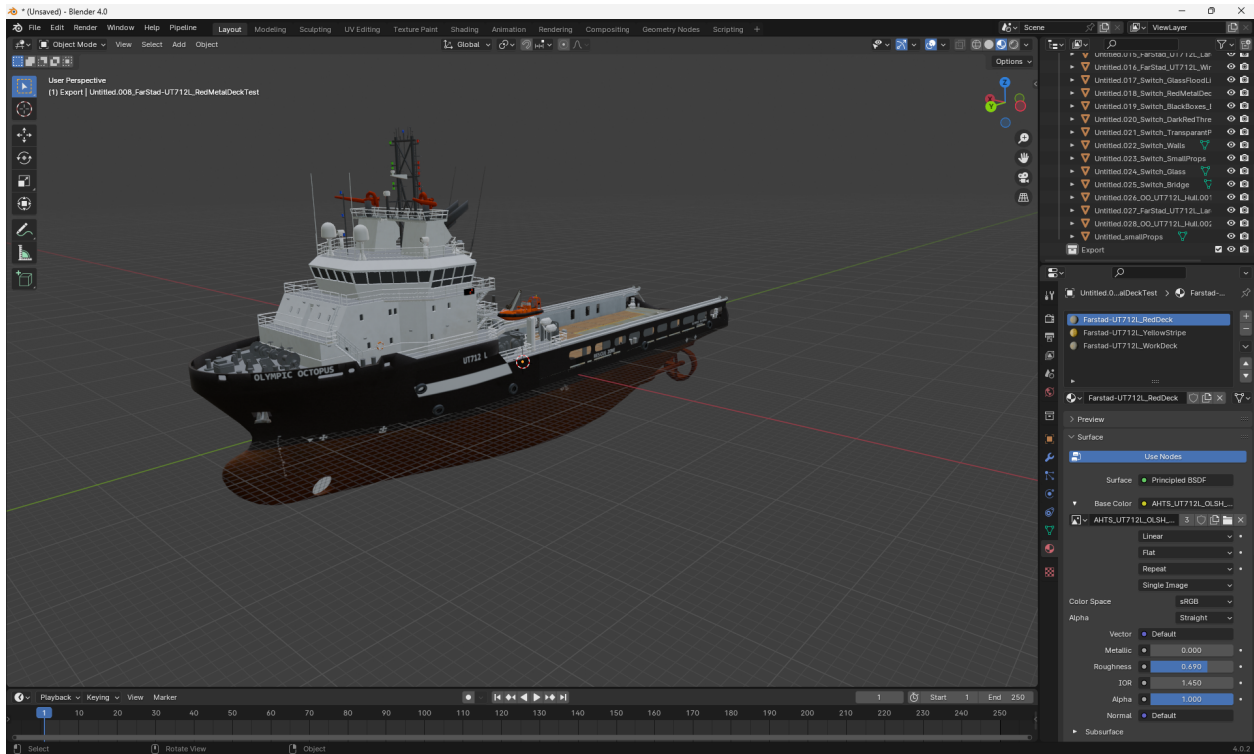 * (Unsaved) - Blender 4.0
File Edit Render Window Help Pipeline Layout Modeling Sculpting UV Editing Texture Paint Shading Animation Rendering Compositing Geometry Nodes Scripting + Scene ViewLayer
Object Mode View Select Add Object Global
Options
User Perspective
(1) Export | Untitled.008_FarStad-UT712L_RedMetalDeckTest
Z
Y
Untitled.015_FarStad_UT712L_Lar
Untitled.016_FarStad_UT712L_Wir
Untitled.017_Switch_GlassFloodLi
Untitled.018_Switch_RedMetalDec
Untitled.019_Switch_BlackBoxes_
Untitled.020_Switch_DarkRedThre
Untitled.021_Switch_TransparantP
Untitled.022_Switch_Walls
Untitled.023_Switch_SmallProps
Untitled.024_Switch_Glass
Untitled.025_Switch_Bridge
Untitled.026_OO_UT712L_Hull.001
Untitled.027_FarStad_UT712L_Lar
Untitled.028_OO_UT712L_Hull.002
Untitled_smallProps
Export
Untitled.0...alDeckTest > Farstad-...
Farstad-UT712L_RedDeck
Farstad-UT712L_YellowStripe
Farstad-UT712L_WorkDeck
Farstad-UT712L_RedDeck
Preview
Surface
Use Nodes
Surface Principled BSDF
Base Color AHTS_UT712L_OLSH_...
AHTS_UT712L_OLSH_... 3
Linear
Flat
Repeat
Single Image
Color Space sRGB
Alpha Straight
Vector Default
Metallic 0.000
Roughness 0.690
IOR 1.450
Alpha 1.000
Normal Default
Subsurface
UT712 L
OLYMPIC OCTOPUS
Playback Keying View Marker 1 Start 1 End 250
1 10 20 30 40 50 60 70 80 90 100 110 120 130 140 150 160 170 180 190 200 210 220 230 240 250
Select Rotate View Object 4.0.2